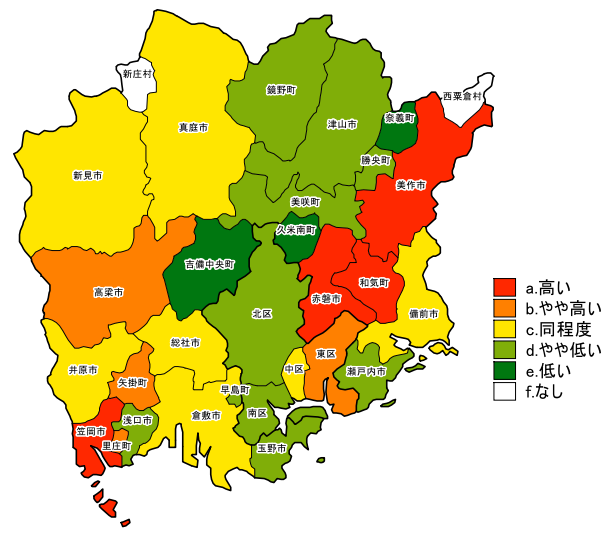 新庄村
西粟倉村
鏡野町
奈義町
真庭市
津山市
勝央町
新見市
美作市
美咲町
久米南町
吉備中央町
和気町
高梁市
赤磐市
備前市
北区
総社市
東区
井原市
中区
瀬戸内市
矢掛町
早島町
浅口市
倉敷市
南区
笠岡市
里庄町
玉野市
a.高い
b.やや高い
c.同程度
d.やや低い
e.低い
f.なし